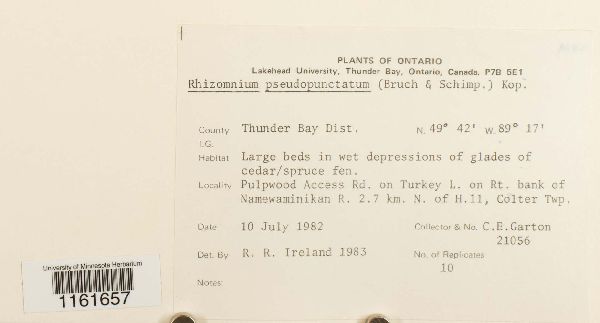 PLANTS OF ONTARIO
Lakehead University, Thunder Bay, Ontario, Canada, P7B 5E1
Rhizomnium pseudopunctatum (Bruch & Schimp.) Kop.
County Thunder Bay Dist. N. 49° 42' W. 89° 17'
T.G.
Habitat Large beds in wet depressions of glades of
cedar/spruce fen.
Locality Pulpwood Access Rd. on Turkey L. on Rt. bank of
Namewaminikan R. 2.7 km. N. of H.11, Colter Twp.
Date 10 July 1982 Collector & No. C.E.Garton
21056
Det. By R. R. Ireland 1983 No. of Replicates
10
Notes:
University of Minnesota Herbarium
1161657